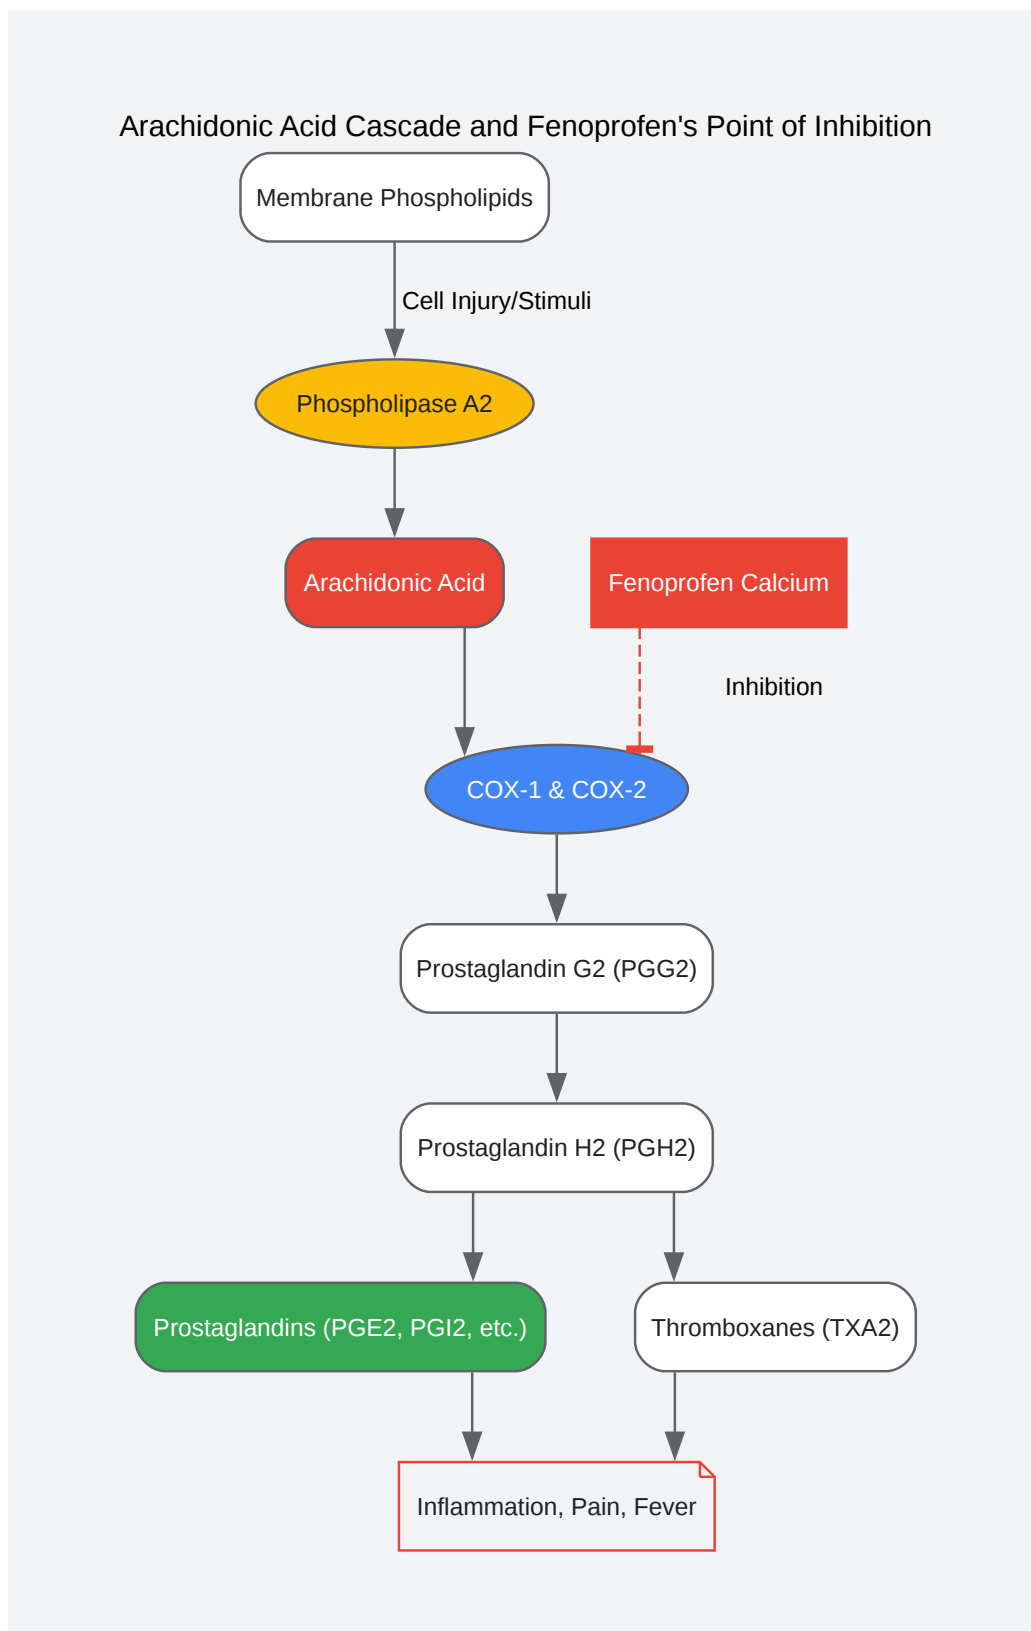 Arachidonic Acid Cascade and Fenoprofen's Point of Inhibition
Membrane Phospholipids
Cell Injury/Stimuli
Phospholipase A2
Arachidonic Acid
Fenoprofen Calcium
Inhibition
COX-1 & COX-2
Prostaglandin G2 (PGG2)
Prostaglandin H2 (PGH2)
Prostaglandins (PGE2, PGI2, etc.)
Thromboxanes (TXA2)
Inflammation, Pain, Fever